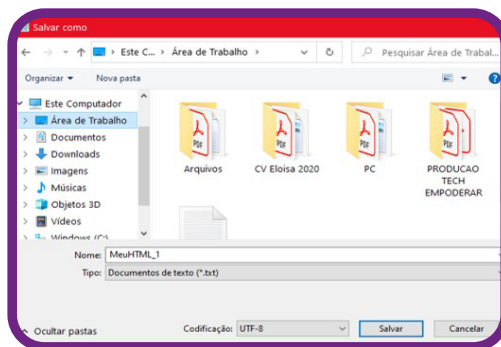 Salvar como
Este C... › Área de Trabalho ›
Pesquisar Área de Trabal...
Organizar
Nova pasta
Este Computador
Área de Trabalho
Documentos
Downloads
Imagens
Músicas
Objetos 3D
Vídeos
Windows (C:)
PDF
PDF
PDF
PDF
Arquivos
CV Eloisa 2020
PC
PRODUCAO
TECH
EMPODERAR
Nome: MeuHTML_1
Tipo: Documentos de texto (*.txt)
Ocultar pastas
Codificação: UTF-8
Salvar
Cancelar